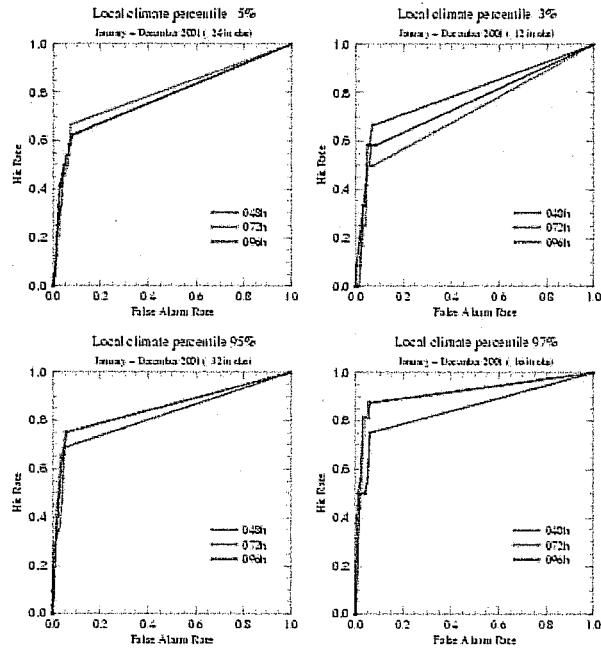 Local climate percentile 5%
January – December 2001 ( 24 in obs)
1.0
0.8
0.6
0.4
0.2
0.0
Hit Rate
048h
072h
096h
0.0 0.2 0.4 0.6 0.8 1.0
False Alarm Rate
Local climate percentile 3%
January – December 2001 ( 12 in obs)
1.0
0.8
0.6
0.4
0.2
0.0
Hit Rate
048h
072h
096h
0.0 0.2 0.4 0.6 0.8 1.0
False Alarm Rate
Local climate percentile 95%
January – December 2001 ( 32 in obs)
1.0
0.8
0.6
0.4
0.2
0.0
Hit Rate
048h
072h
096h
0.0 0.2 0.4 0.6 0.8 1.0
False Alarm Rate
Local climate percentile 97%
January – December 2001 ( 16 in obs)
1.0
0.8
0.6
0.4
0.2
0.0
Hit Rate
048h
072h
096h
0.0 0.2 0.4 0.6 0.8 1.0
False Alarm Rate